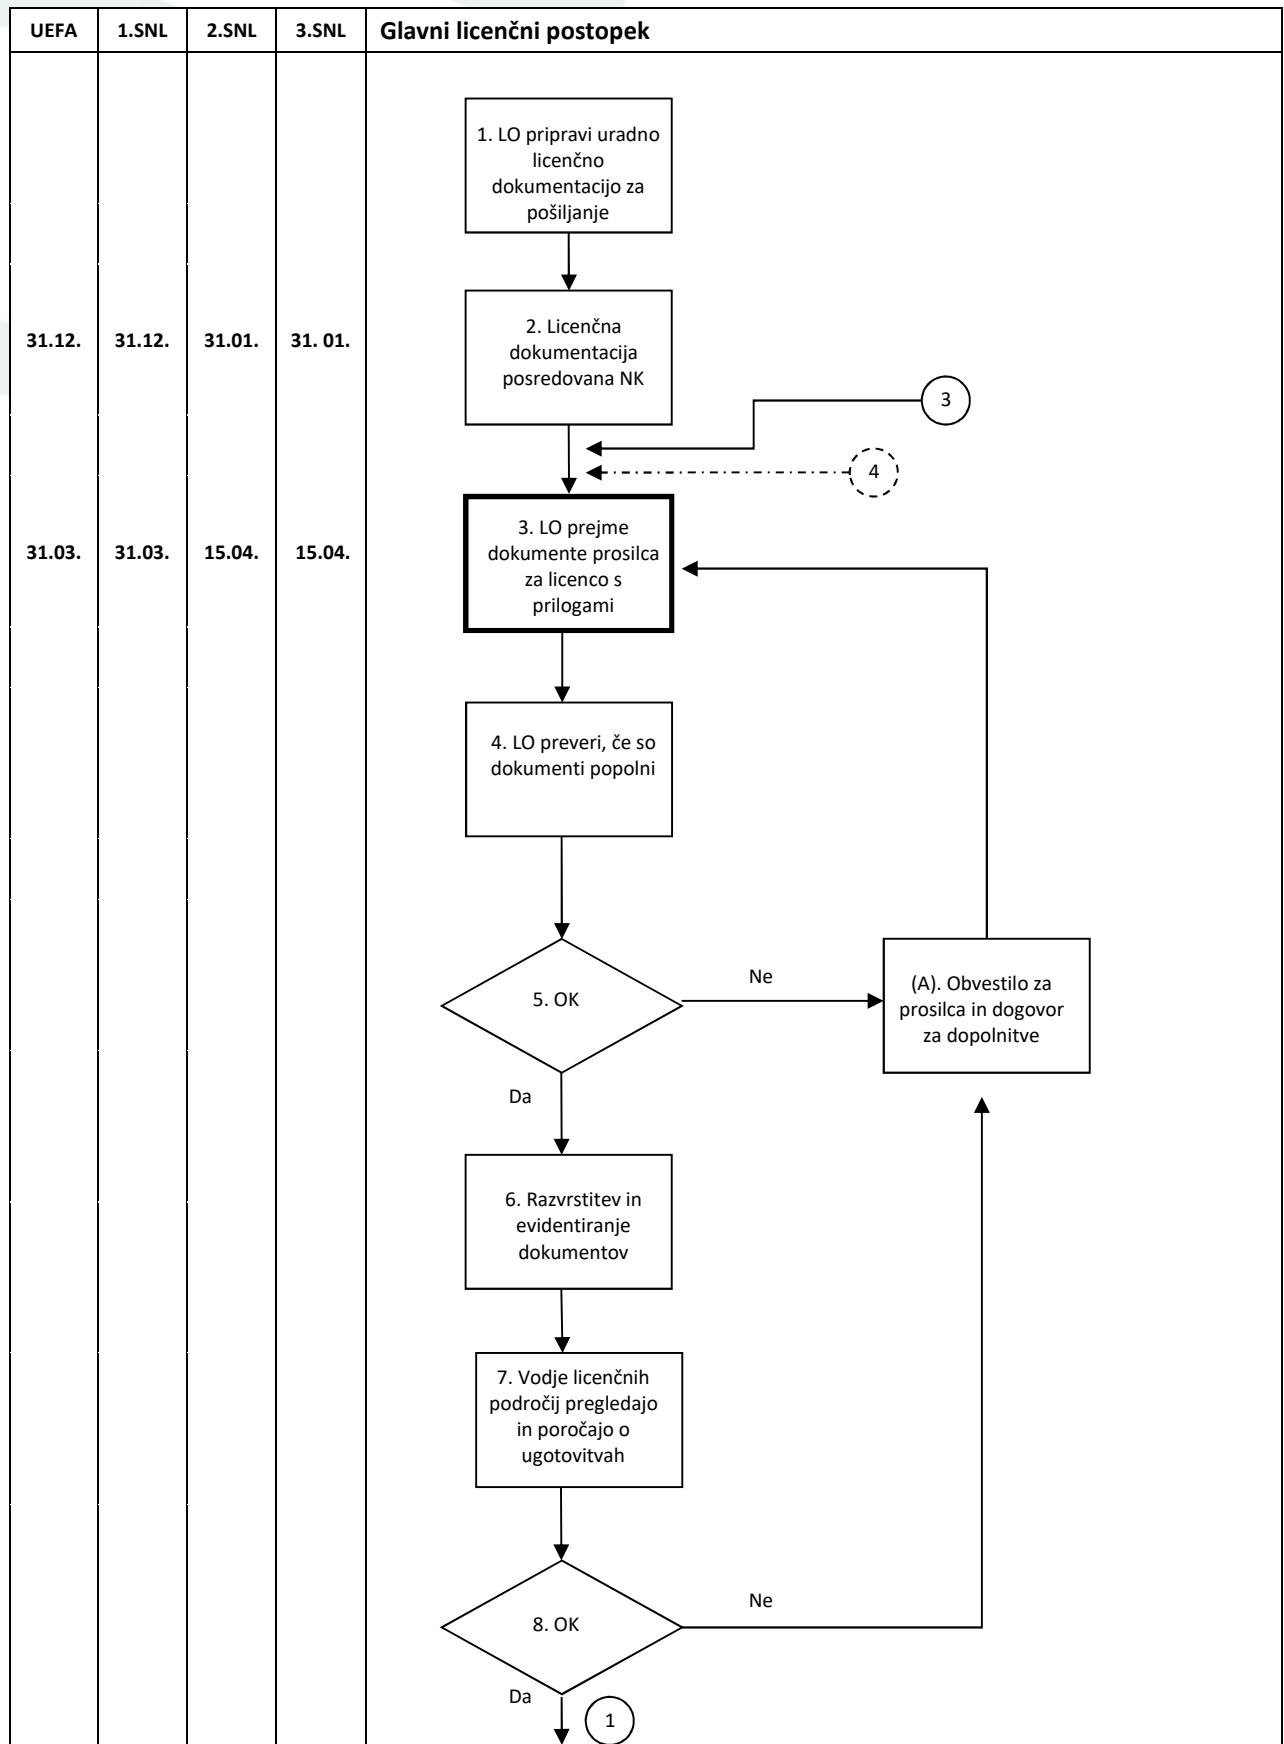 UEFA 1.SNL 2.SNL 3.SNL Glavni licenčni postopek
1. LO pripravi uradno
licenčno
dokumentacijo za
pošiljanje
31.12. 31.12. 31.01. 31. 01.
2. Licenčna
dokumentacija
posredovana NK
3
4
31.03. 31.03. 15.04. 15.04.
3. LO prejme
dokumente prosilca
za licenco s
prilogami
4. LO preveri, če so
dokumenti popolni
5. OK
Ne
(A). Obvestilo za
prosilca in dogovor
za dopolnitve
Da
6. Razvrstitev in
evidentiranje
dokumentov
7. Vodje licenčnih
področij pregledajo
in poročajo o
ugotovitvah
8. OK
Ne
Da
1